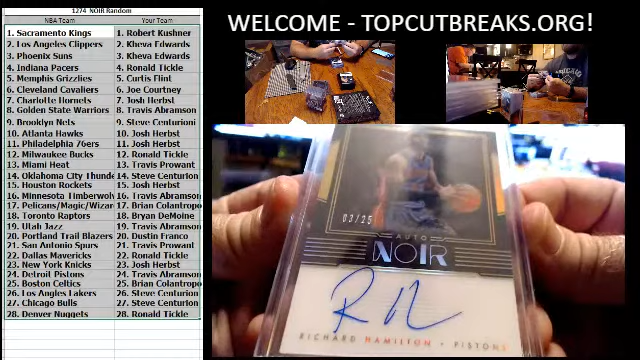 1274 NOIR Random
NBA Team Your Team
1. Sacramento Kings 1. Robert Kushner
2. Los Angeles Clippers 2. Kheva Edwards
3. Phoenix Suns 3. Kheva Edwards
4. Indiana Pacers 4. Ronald Tickle
5. Memphis Grizzlies 5. Curtis Flint
6. Cleveland Cavaliers 6. Joe Courtney
7. Charlotte Hornets 7. Josh Herbst
8. Golden State Warriors 8. Travis Abramson
9. Brooklyn Nets 9. Steve Centurioni
10. Atlanta Hawks 10. Josh Herbst
11. Philadelphia 76ers 11. Josh Herbst
12. Milwaukee Bucks 12. Ronald Tickle
13. Miami Heat 13. Travis Prowant
14. Oklahoma City Thunde 14. Steve Centurion
15. Houston Rockets 15. Josh Herbst
16. Minnesota Timberwol 16. Travis Abramson
17. Pelicans/Magic/Wizar 17. Brian Colantropo
18. Toronto Raptors 18. Bryan DeMoine
19. Utah Jazz 19. Travis Abramson
20. Portland Trail Blazers 20. Dustin Franco
21. San Antonio Spurs 21. Travis Prowant
22. Dallas Mavericks 22. Ronald Tickle
23. New York Knicks 23. Josh Herbst
24. Detroit Pistons 24. Travis Abramson
25. Boston Celtics 25. Brian Colantropo
26. Los Angeles Lakers 26. Steve Centurion
27. Chicago Bulls 27. Steve Centurion
28. Denver Nuggets 28. Ronald Tickle
WELCOME - TOPCUTBREAKS.ORG!
03/25
AUTO
NOIR
RICHARD HAMILTON • PISTONS